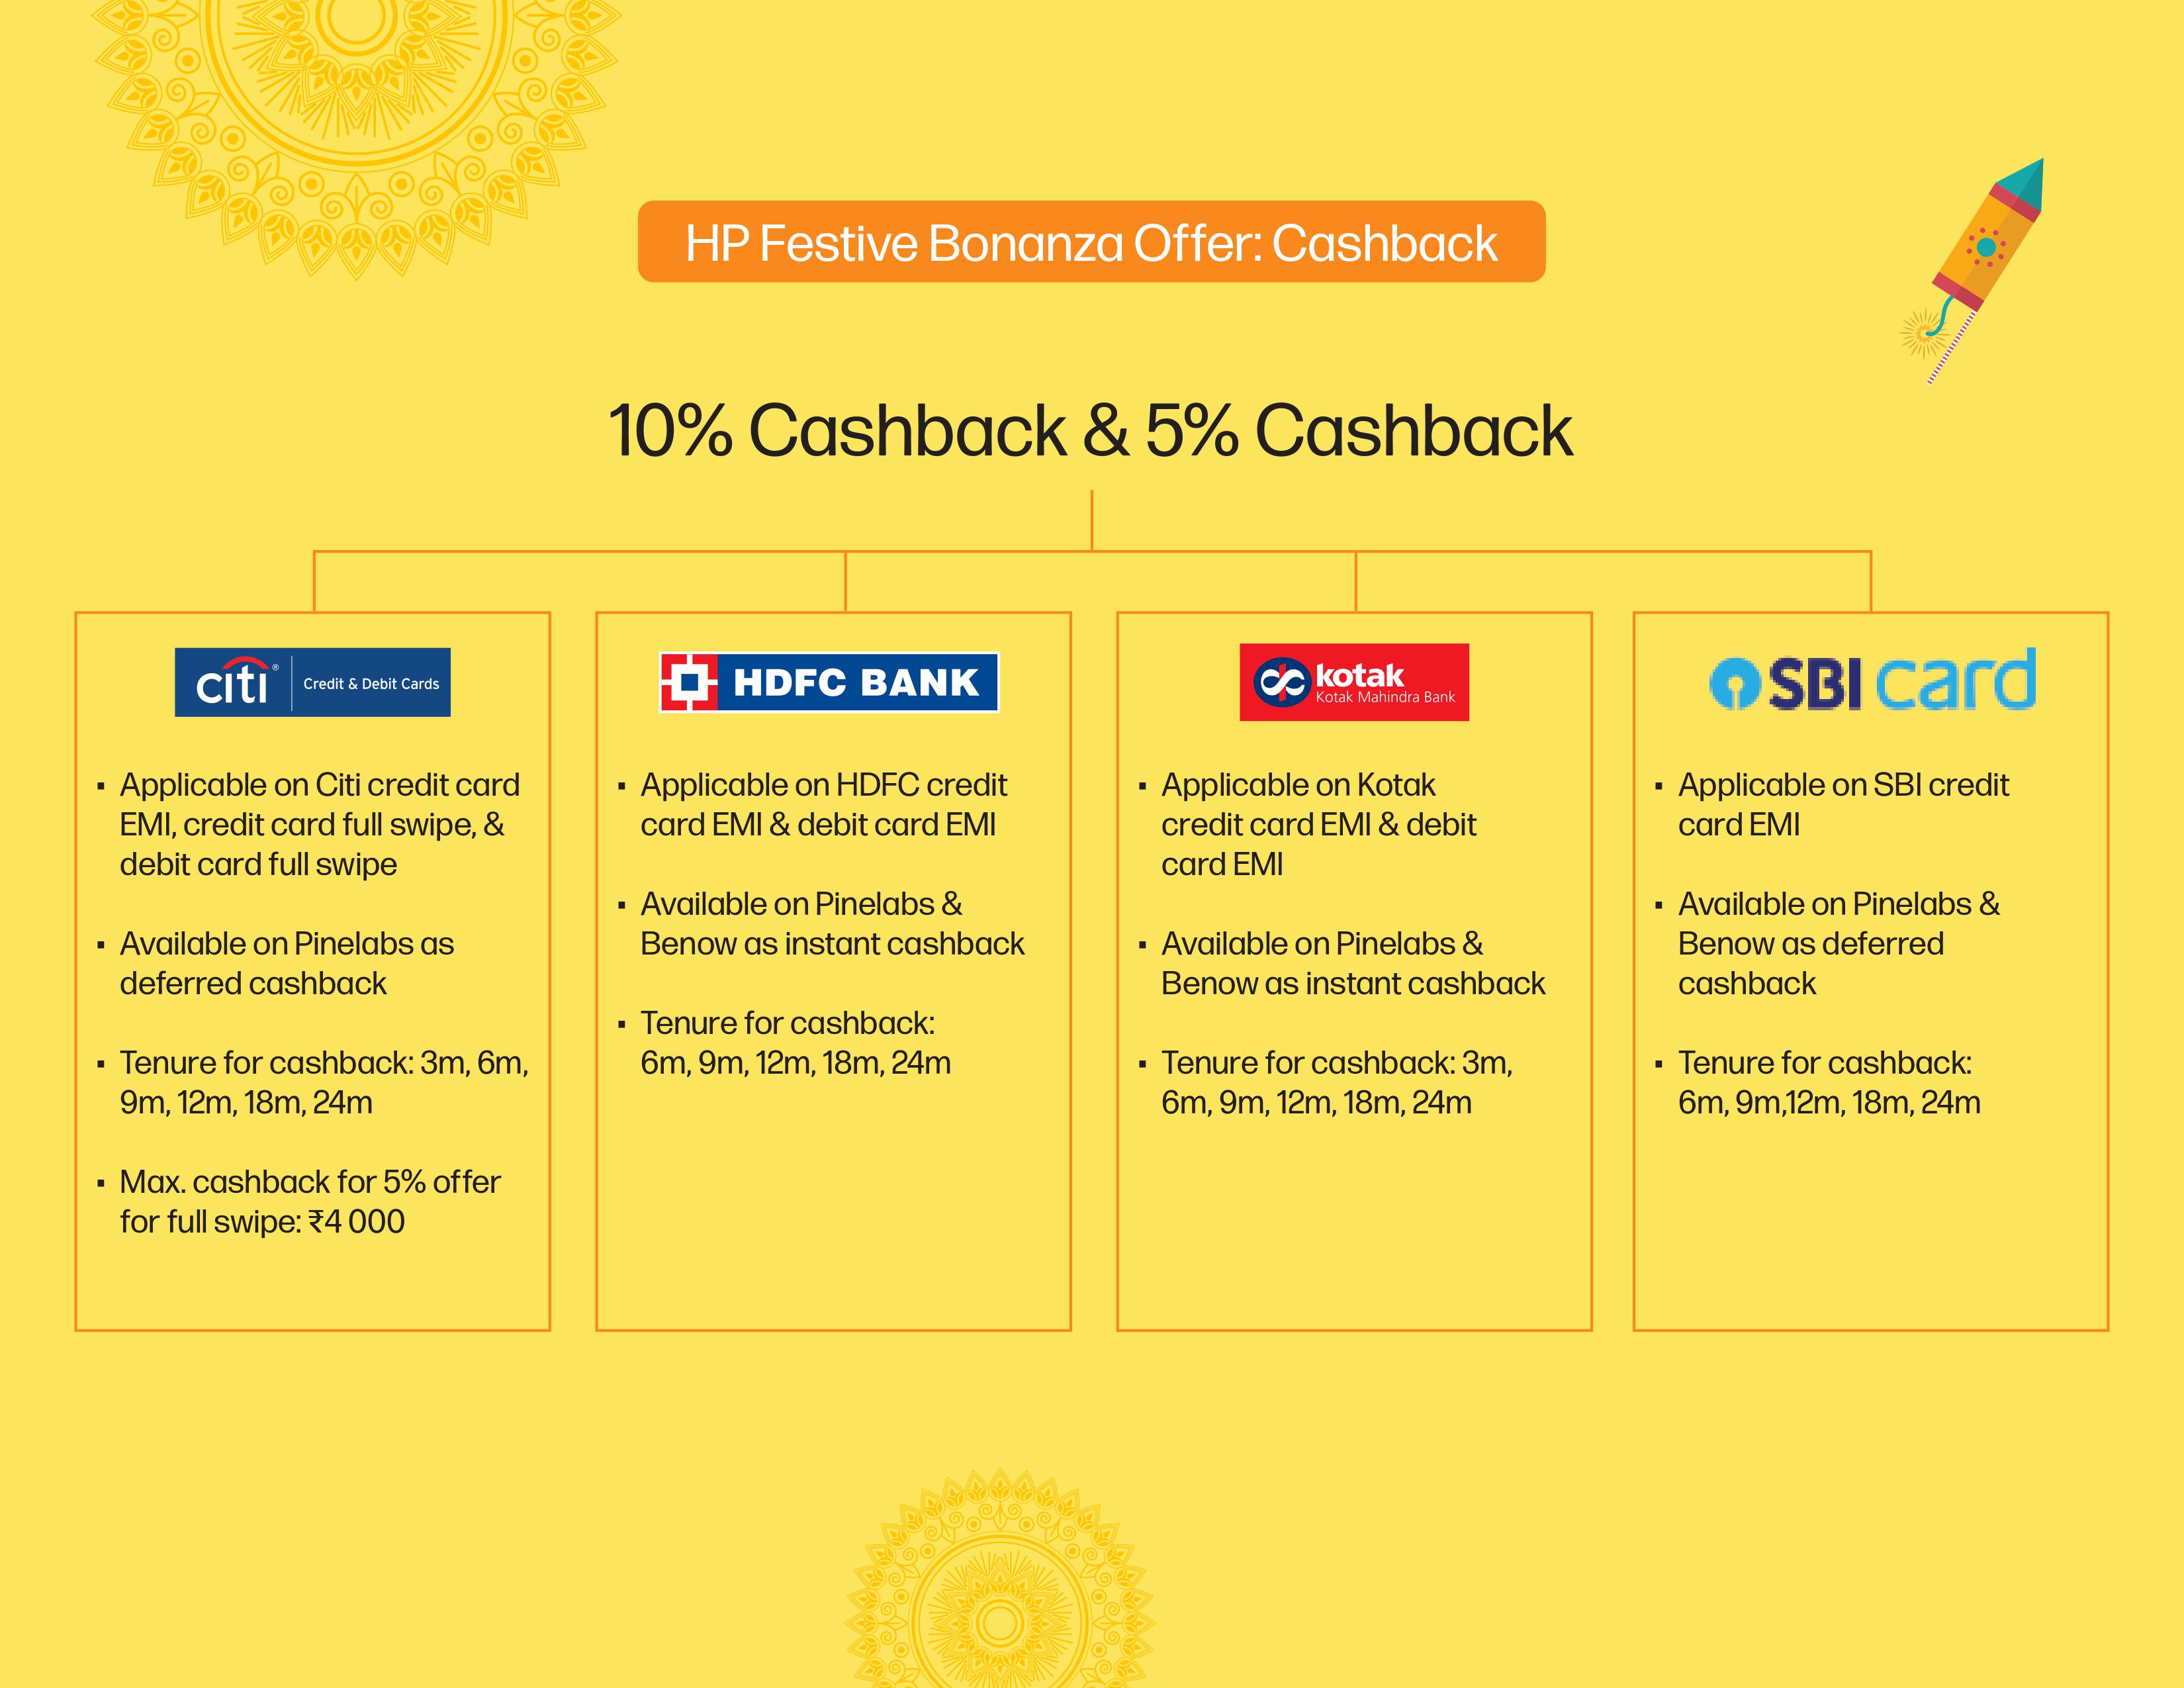 HP Festive Bonanza Offer: Cashback
10% Cashback & 5% Cashback
citi® Credit & Debit Cards
▪ Applicable on Citi credit card
EMI, credit card full swipe, &
debit card full swipe
▪ Available on Pinelabs as
deferred cashback
▪ Tenure for cashback: 3m, 6m,
9m, 12m, 18m, 24m
▪ Max. cashback for 5% offer
for full swipe: ₹4 000
HDFC BANK
▪ Applicable on HDFC credit
card EMI & debit card EMI
▪ Available on Pinelabs &
Benow as instant cashback
▪ Tenure for cashback:
6m, 9m, 12m, 18m, 24m
kotak
Kotak Mahindra Bank
▪ Applicable on Kotak
credit card EMI & debit
card EMI
▪ Available on Pinelabs &
Benow as instant cashback
▪ Tenure for cashback: 3m,
6m, 9m, 12m, 18m, 24m
SBI card
▪ Applicable on SBI credit
card EMI
▪ Available on Pinelabs &
Benow as deferred
cashback
▪ Tenure for cashback:
6m, 9m,12m, 18m, 24m